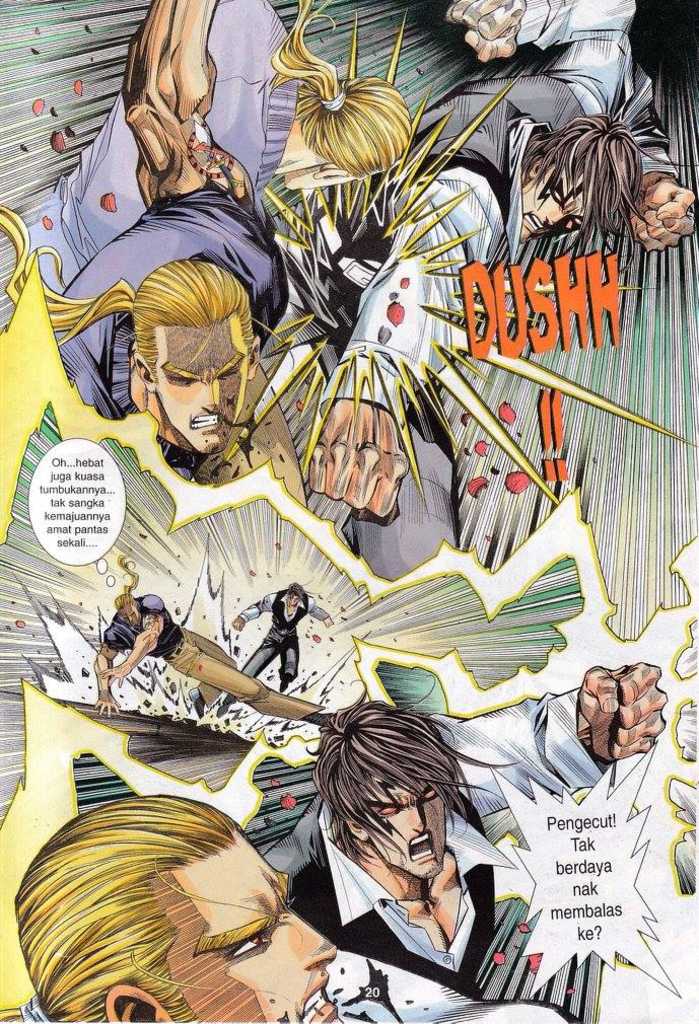 DUSHH
!!
Oh...hebat
juga kuasa
tumbukannya...
tak sangka
kemajuannya
amat pantas
sekali....
Pengecut!
Tak
berdaya
nak
membalas
ke?
20